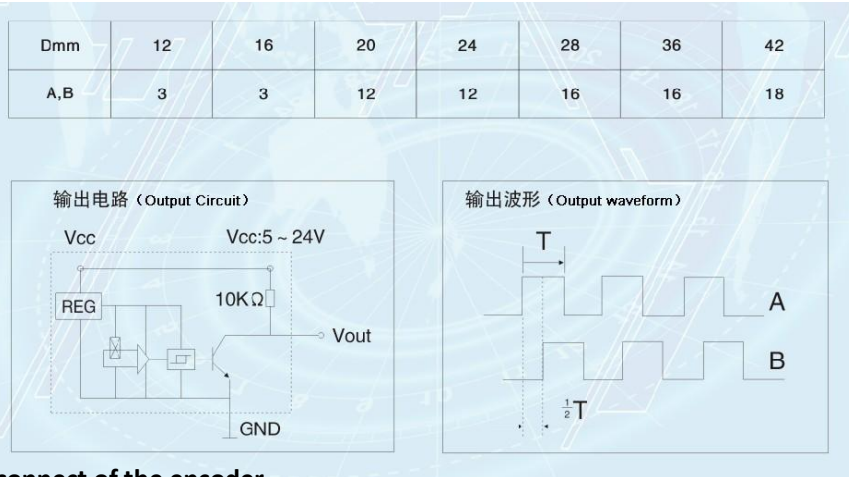 Dmm 12 16 20 24 28 36 42
A,B 3 3 12 12 16 16 18
输出电路（Output Circuit）
Vcc Vcc:5 ~ 24V
REG
10KΩ
Vout
GND
输出波形（Output waveform）
T
A
B
½T
connect of the encoder